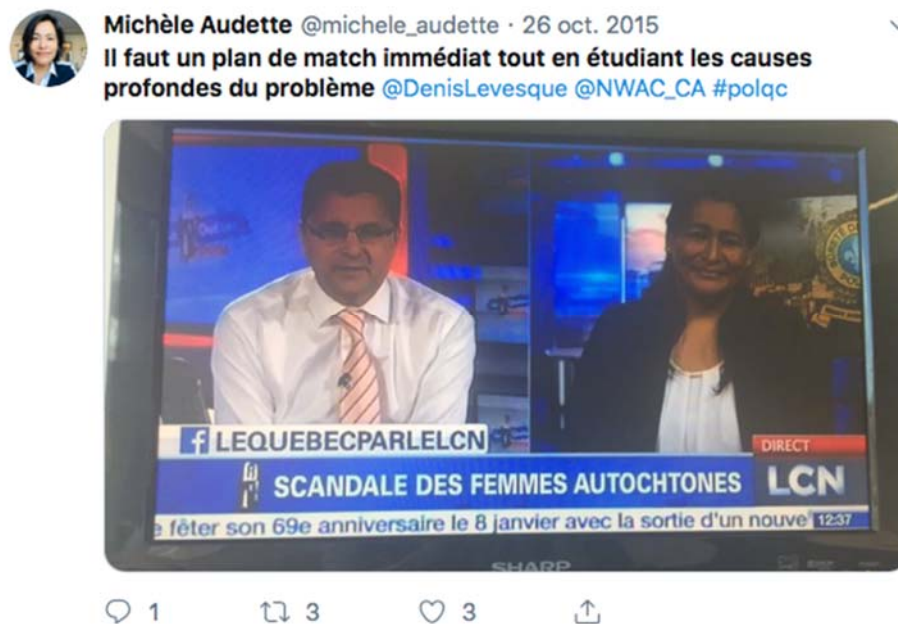 Michèle Audette @michele_audette · 26 oct. 2015
Il faut un plan de match immédiat tout en étudiant les causes
profondes du problème @DenisLevesque @NWAC_CA #polqc
f LEQUEBECPARLELCN
DIRECT
SCANDALE DES FEMMES AUTOCHTONES
LCN
e fêter son 69e anniversaire le 8 janvier avec la sortie d'un nouve 12:37
SHARP
1 3 3